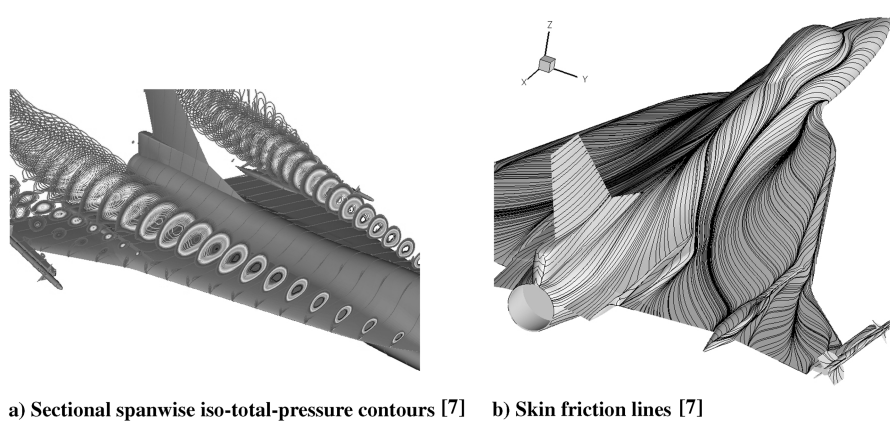 Z
X
Y
a) Sectional spanwise iso-total-pressure contours [7]
b) Skin friction lines [7]